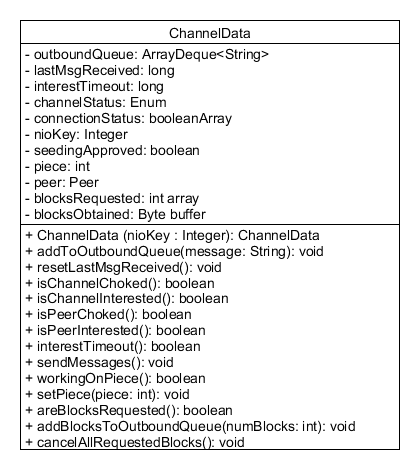 ChannelData
- outboundQueue: ArrayDeque<String>
- lastMsgReceived: long
- interestTimeout: long
- channelStatus: Enum
- connectionStatus: booleanArray
- nioKey: Integer
- seedingApproved: boolean
- piece: int
- peer: Peer
- blocksRequested: int array
- blocksObtained: Byte buffer
+ ChannelData (nioKey : Integer): ChannelData
+ addToOutboundQueue(message: String): void
+ resetLastMsgReceived(): void
+ isChannelChoked(): boolean
+ isChannelInterested(): boolean
+ isPeerChoked(): boolean
+ isPeerInterested(): boolean
+ interestTimeout(): boolean
+ sendMessages(): void
+ workingOnPiece(): boolean
+ setPiece(piece: int): void
+ areBlocksRequested(): boolean
+ addBlocksToOutboundQueue(numBlocks: int): void
+ cancelAllRequestedBlocks(): void